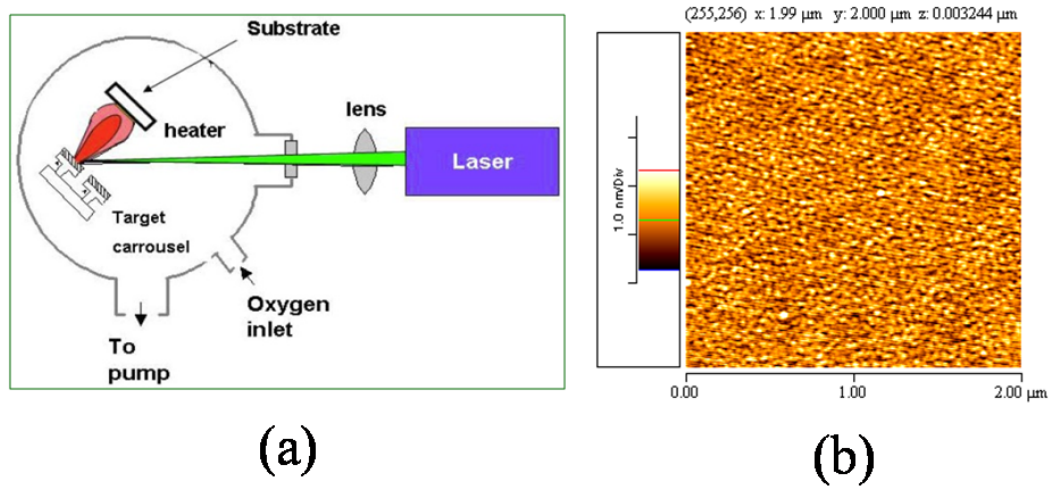 Substrate
lens
heater
Laser
Target
carrousel
Oxygen
inlet
To
pump
(a)
(255,256) x: 1.99 µm y: 2.000 µm z: 0.003244 µm
1.0 nm/Div
0.00 1.00 2.00 µm
(b)